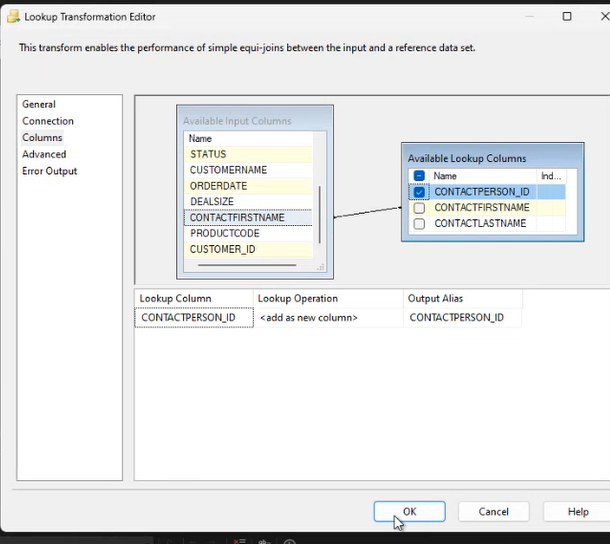 Lookup Transformation Editor
This transform enables the performance of simple equi-joins between the input and a reference data set.
General
Connection
Columns
Advanced
Error Output
Available Input Columns
Name
STATUS
CUSTOMERNAME
ORDERDATE
DEALSIZE
CONTACTFIRSTNAME
PRODUCTCODE
CUSTOMER_ID
Available Lookup Columns
Name Ind...
CONTACTPERSON_ID
CONTACTFIRSTNAME
CONTACTLASTNAME
Lookup Column Lookup Operation Output Alias
CONTACTPERSON_ID <add as new column> CONTACTPERSON_ID
OK Cancel Help